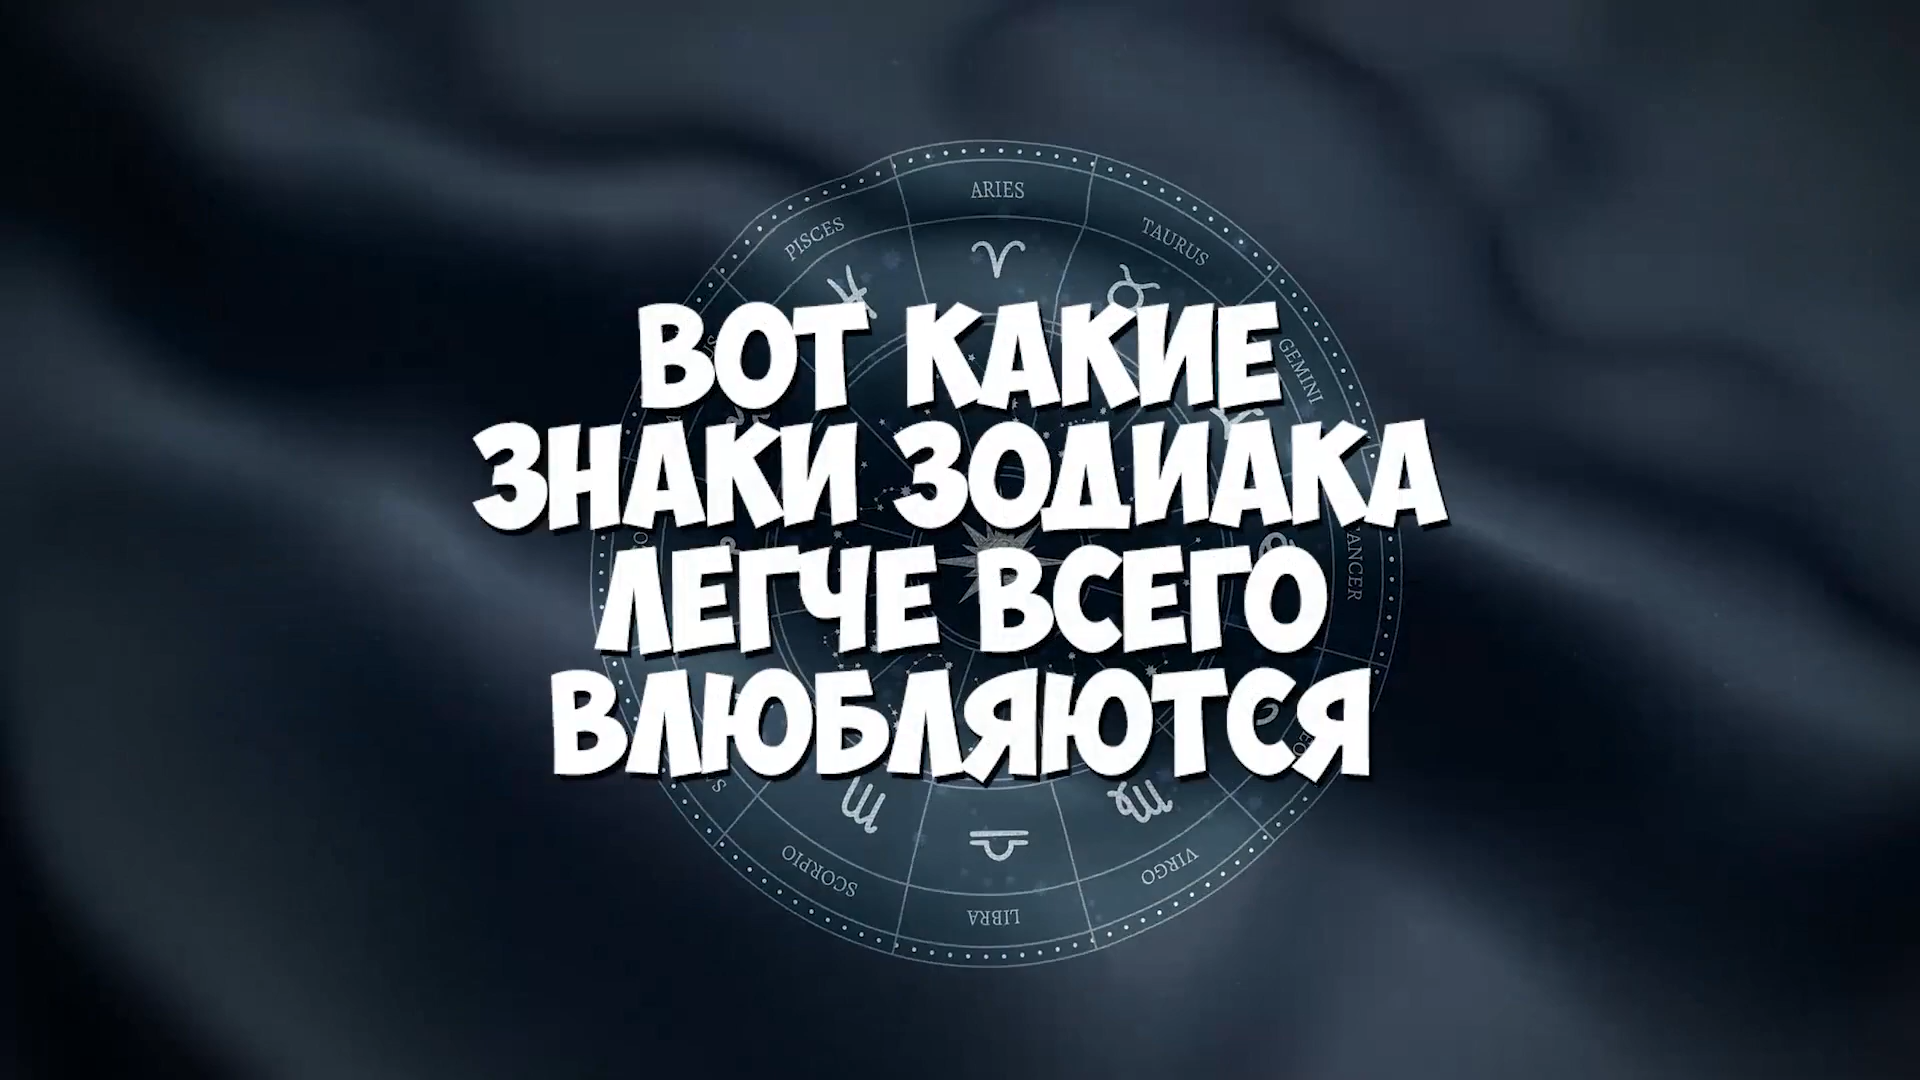 ARIES
PISCES
TAURUS
ВОТ КАКИЕ
GEMINI
ЗНАКИ ЗОДИАКА
ЛЕГЧЕ ВСЕГО
ВЛЮБЛЯЮТСЯ
SCORPIO
VIRGO
LIBRA